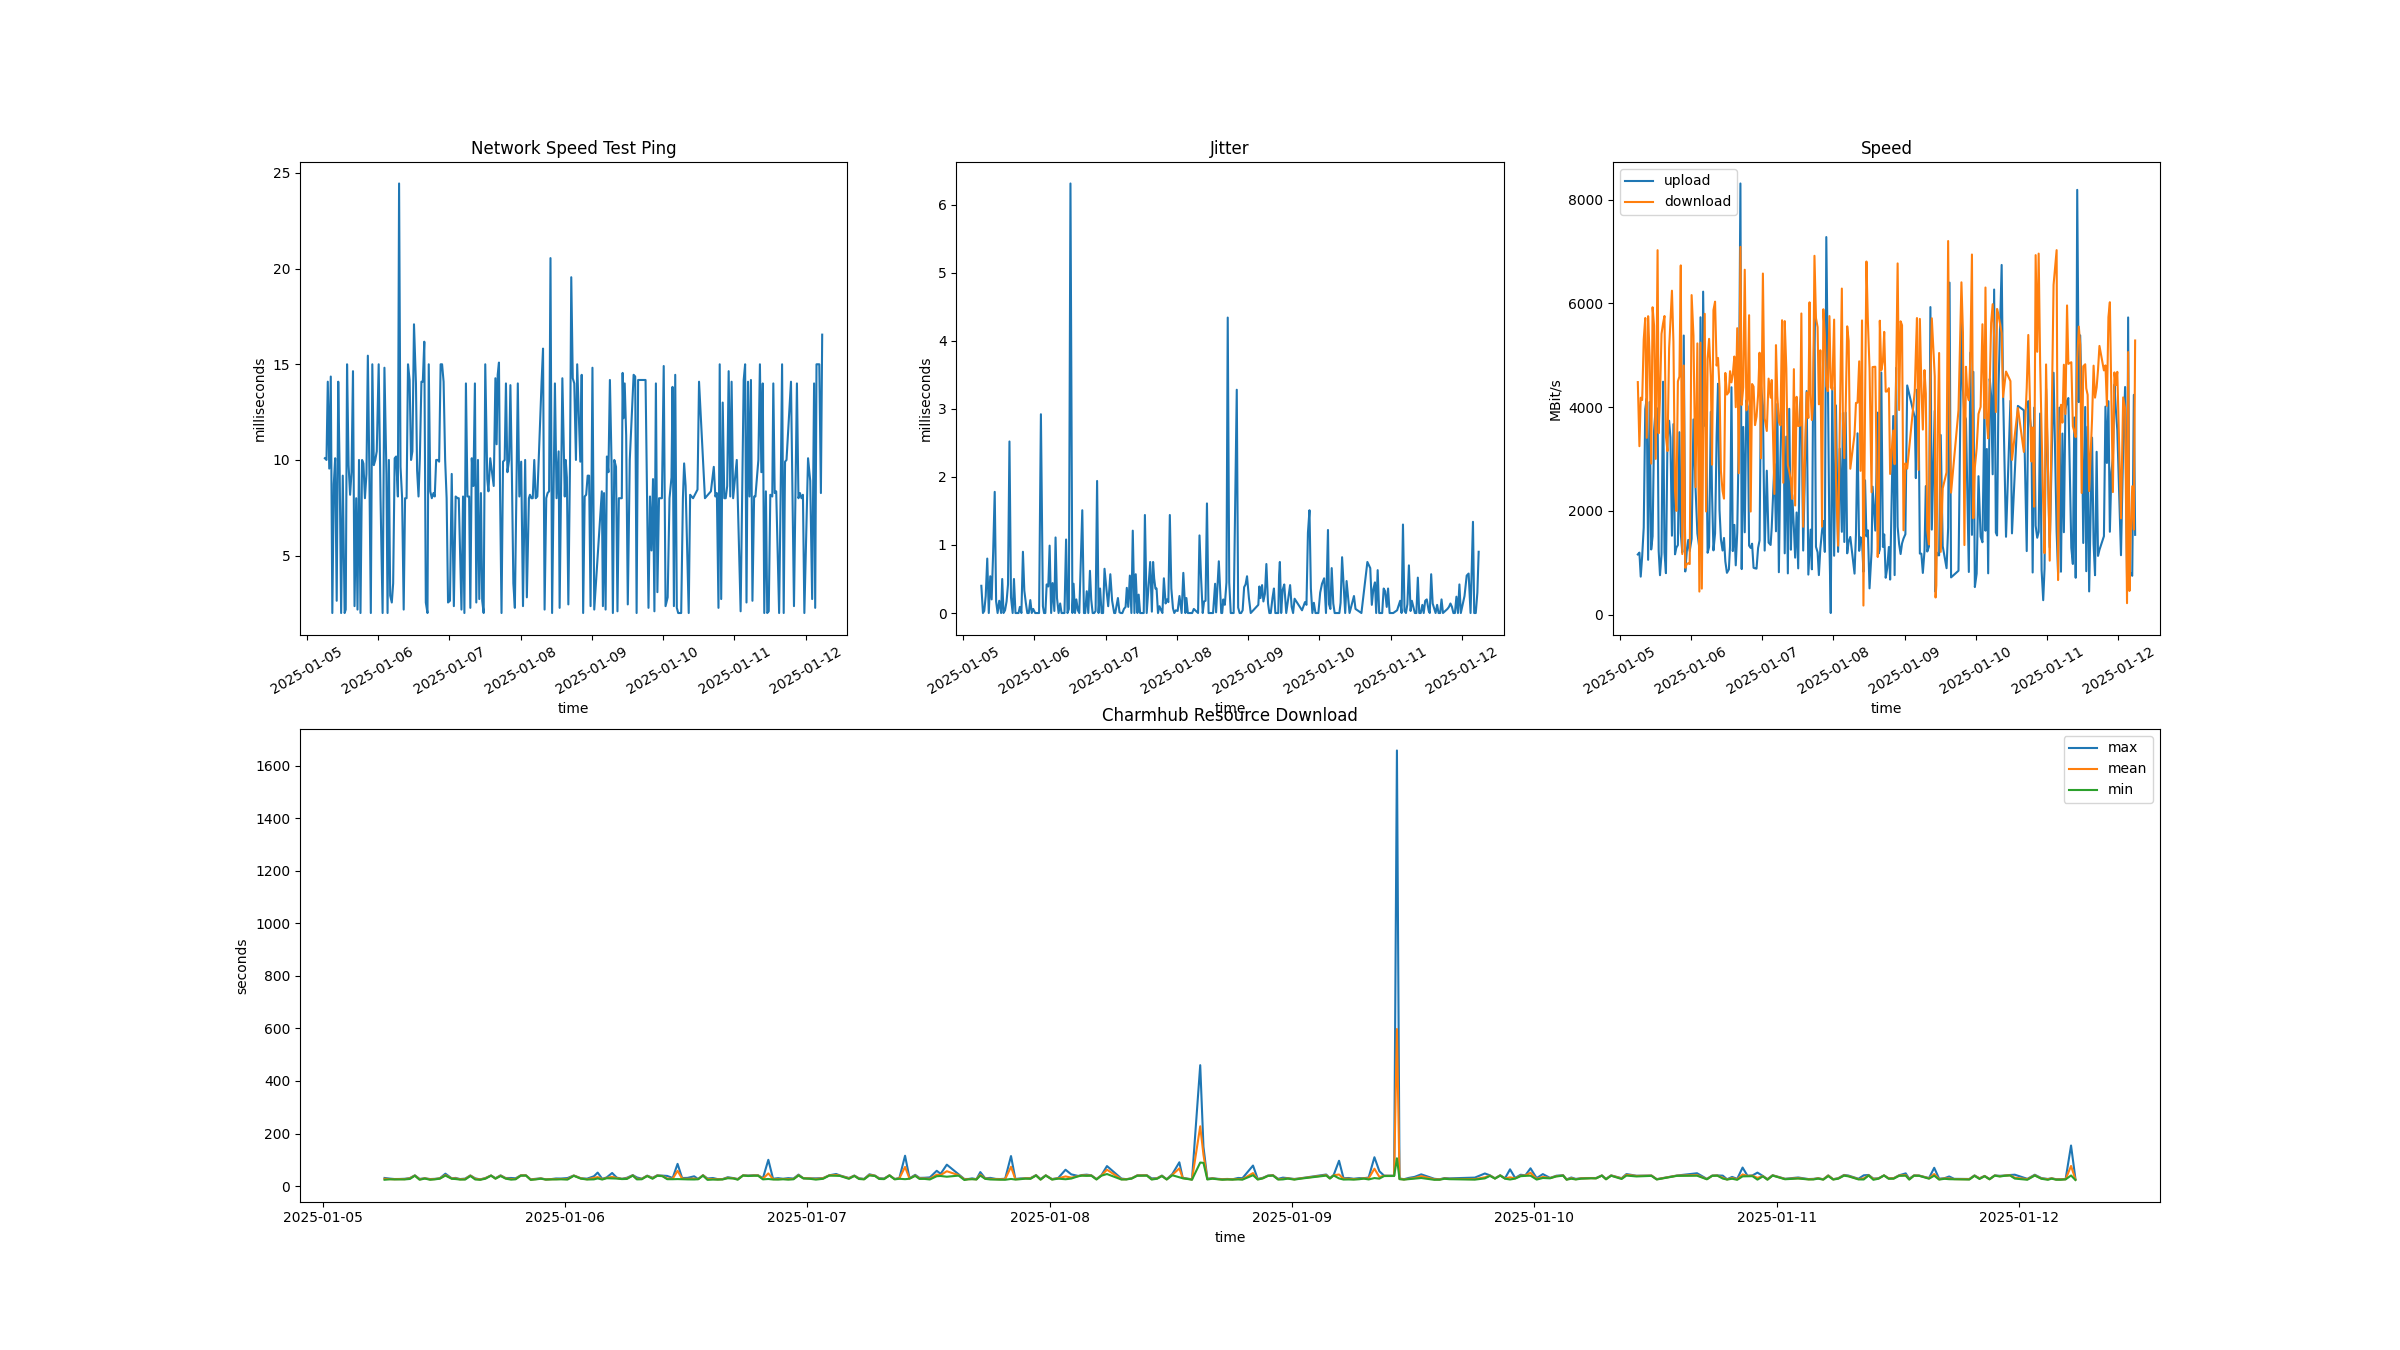 Network Speed Test Ping
25
20
15
10
5
milliseconds
2025-01-05 2025-01-06 2025-01-07 2025-01-08 2025-01-09 2025-01-10 2025-01-11 2025-01-12
time
Jitter
6
5
4
3
2
1
0
milliseconds
2025-01-05 2025-01-06 2025-01-07 2025-01-08 2025-01-09 2025-01-10 2025-01-11 2025-01-12
time
Speed
upload
download
8000
6000
4000
2000
0
MBit/s
2025-01-05 2025-01-06 2025-01-07 2025-01-08 2025-01-09 2025-01-10 2025-01-11 2025-01-12
time
Charmhub Resource Download
max
mean
min
1600
1400
1200
1000
800
600
400
200
0
seconds
2025-01-05 2025-01-06 2025-01-07 2025-01-08 2025-01-09 2025-01-10 2025-01-11 2025-01-12
time